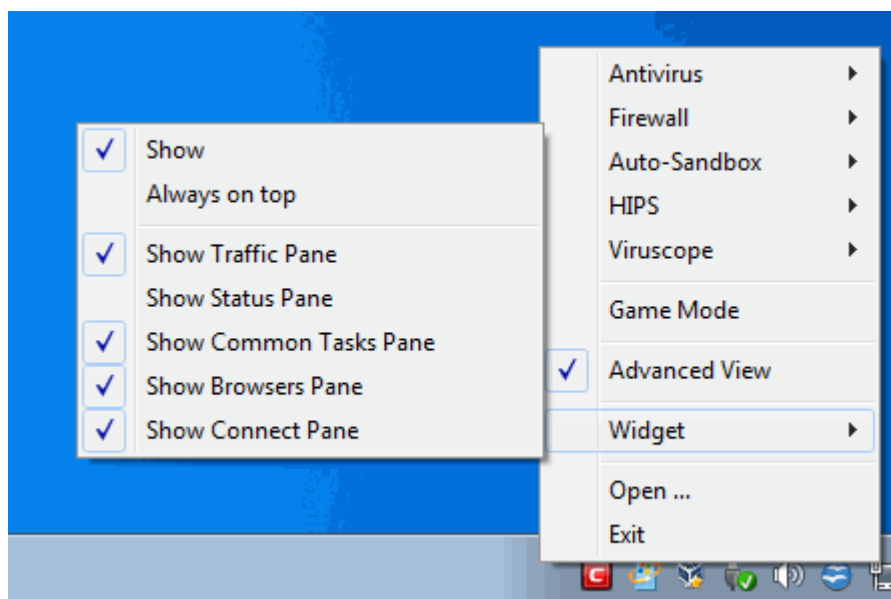 Antivirus
Firewall
Auto-Sandbox
HIPS
Viruscope
Game Mode
Advanced View
Widget
Open ...
Exit
Show
Always on top
Show Traffic Pane
Show Status Pane
Show Common Tasks Pane
Show Browsers Pane
Show Connect Pane
C